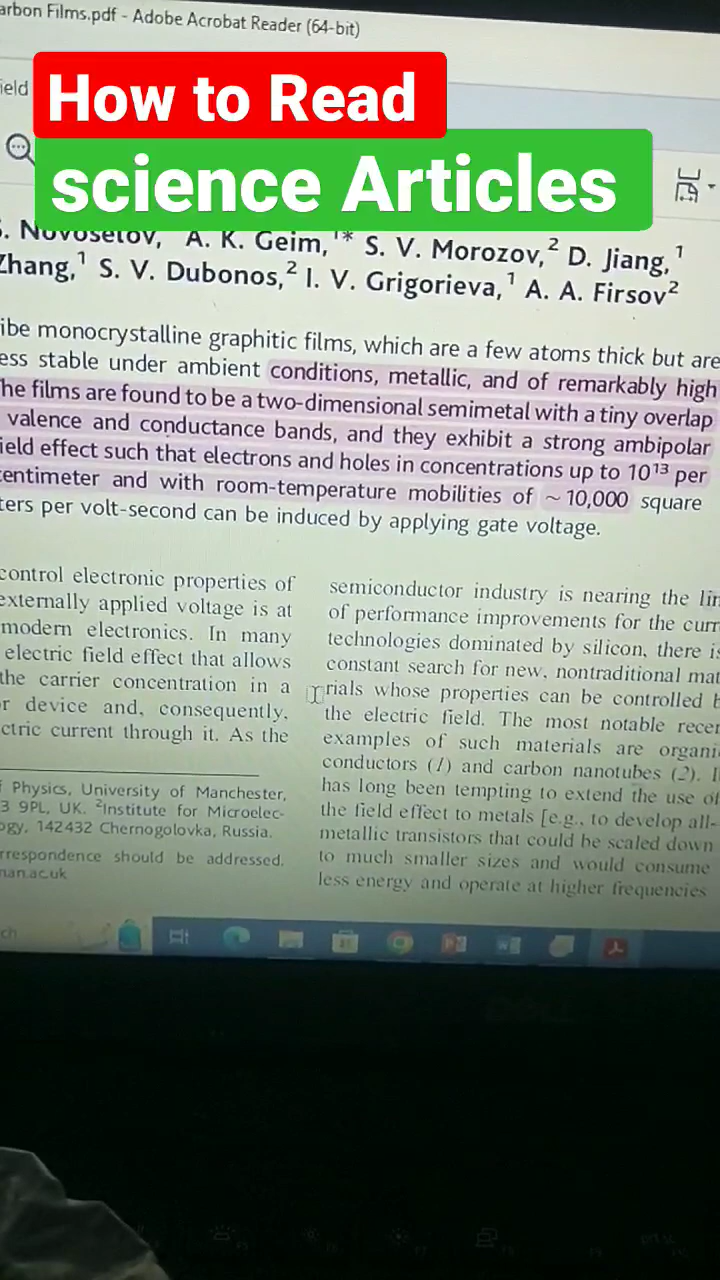 arbon Films.pdf - Adobe Acrobat Reader (64-bit)
ield
How to Read
science Articles
S. Novoselov, A. K. Geim,¹* S. V. Morozov,² D. Jiang,¹
Zhang,¹ S. V. Dubonos,² I. V. Grigorieva,¹ A. A. Firsov²
ibe monocrystalline graphitic films, which are a few atoms thick but are
ess stable under ambient conditions, metallic, and of remarkably high
he films are found to be a two-dimensional semimetal with a tiny overlap
valence and conductance bands, and they exhibit a strong ambipolar
ield effect such that electrons and holes in concentrations up to 10¹³ per
entimeter and with room-temperature mobilities of ~ 10,000 square
ters per volt-second can be induced by applying gate voltage.
control electronic properties of
externally applied voltage is at
modern electronics. In many
electric field effect that allows
the carrier concentration in a
r device and, consequently,
ctric current through it. As the
f Physics, University of Manchester,
3 9PL, UK. ²Institute for Microelec-
ogy, 142432 Chernogolovka, Russia.
rrespondence should be addressed.
man.ac.uk
semiconductor industry is nearing the lim
of performance improvements for the curr
technologies dominated by silicon, there is
constant search for new, nontraditional mat
rials whose properties can be controlled b
the electric field. The most notable recen
examples of such materials are organi
conductors (1) and carbon nanotubes (2). I
has long been tempting to extend the use of
the field effect to metals [e.g., to develop all-
metallic transistors that could be scaled down
to much smaller sizes and would consume
less energy and operate at higher frequencies
ch
DELL